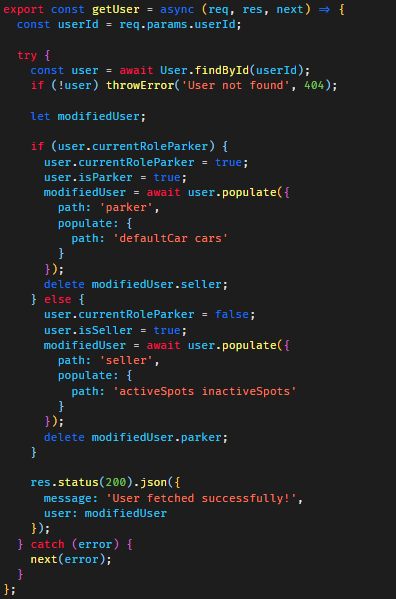 export const getUser = async (req, res, next) => {
  const userId = req.params.userId;

  try {
    const user = await User.findById(userId);
    if (!user) throwError('User not found', 404);

    let modifiedUser;

    if (user.currentRoleParker) {
      user.currentRoleParker = true;
      user.isParker = true;
      modifiedUser = await user.populate({
        path: 'parker',
        populate: {
          path: 'defaultCar cars'
        }
      });
      delete modifiedUser.seller;
    } else {
      user.currentRoleParker = false;
      user.isSeller = true;
      modifiedUser = await user.populate({
        path: 'seller',
        populate: {
          path: 'activeSpots inactiveSpots'
        }
      });
      delete modifiedUser.parker;
    }

    res.status(200).json({
      message: 'User fetched successfully!',
      user: modifiedUser
    });
  } catch (error) {
    next(error);
  }
};